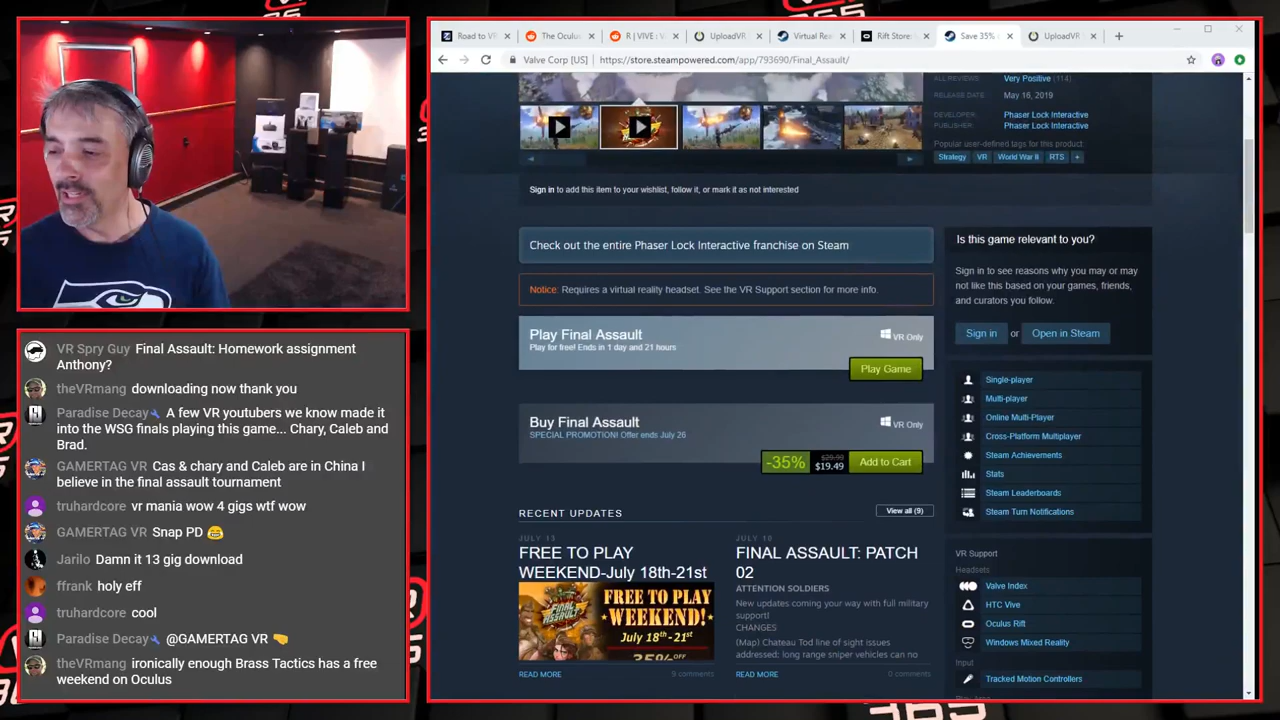 Road to VR
The Oculus
R | VIVE : V
UploadVR
Virtual Rea
Rift Store:
Save 35% o
UploadVR
Valve Corp [US] | https://store.steampowered.com/app/793690/Final_Assault/
ALL REVIEWS: Very Positive (114)
RELEASE DATE: May 16, 2019
DEVELOPER: Phaser Lock Interactive
PUBLISHER: Phaser Lock Interactive
Popular user-defined tags for this product:
Strategy VR World War II RTS +
Sign in to add this item to your wishlist, follow it, or mark it as not interested
Check out the entire Phaser Lock Interactive franchise on Steam
Notice: Requires a virtual reality headset. See the VR Support section for more info.
Play Final Assault
VR Only
Play for free! Ends in 1 day and 21 hours
Play Game
Buy Final Assault
VR Only
SPECIAL PROMOTION! Offer ends July 26
-35% $29.99 $19.49 Add to Cart
RECENT UPDATES
View all (9)
JULY 13
FREE TO PLAY
WEEKEND-July 18th-21st
FREE TO PLAY
WEEKEND!
July 18th-21st
35% OFF
READ MORE
9 comments
JULY 10
FINAL ASSAULT: PATCH
02
ATTENTION SOLDIERS
New updates coming your way with full military
support!
CHANGES
(Map) Chateau Tod line of sight issues
addressed: long range sniper vehicles can no
READ MORE
0 comments
Is this game relevant to you?
Sign in to see reasons why you may or may
not like this based on your games, friends,
and curators you follow.
Sign in or Open in Steam
Single-player
Multi-player
Online Multi-Player
Cross-Platform Multiplayer
Steam Achievements
Stats
Steam Leaderboards
Steam Turn Notifications
VR Support
Headsets
Valve Index
HTC Vive
Oculus Rift
Windows Mixed Reality
Input
Tracked Motion Controllers
VR Spry Guy Final Assault: Homework assignment
Anthony?
theVRmang downloading now thank you
Paradise Decay A few VR youtubers we know made it
into the WSG finals playing this game... Chary, Caleb and
Brad.
GAMERTAG VR Cas & chary and Caleb are in China I
believe in the final assault tournament
truhardcore vr mania wow 4 gigs wtf wow
GAMERTAG VR Snap PD 😂
Jarilo Damn it 13 gig download
ffrank holy eff
truhardcore cool
Paradise Decay @GAMERTAG VR 🤜
theVRmang ironically enough Brass Tactics has a free
weekend on Oculus